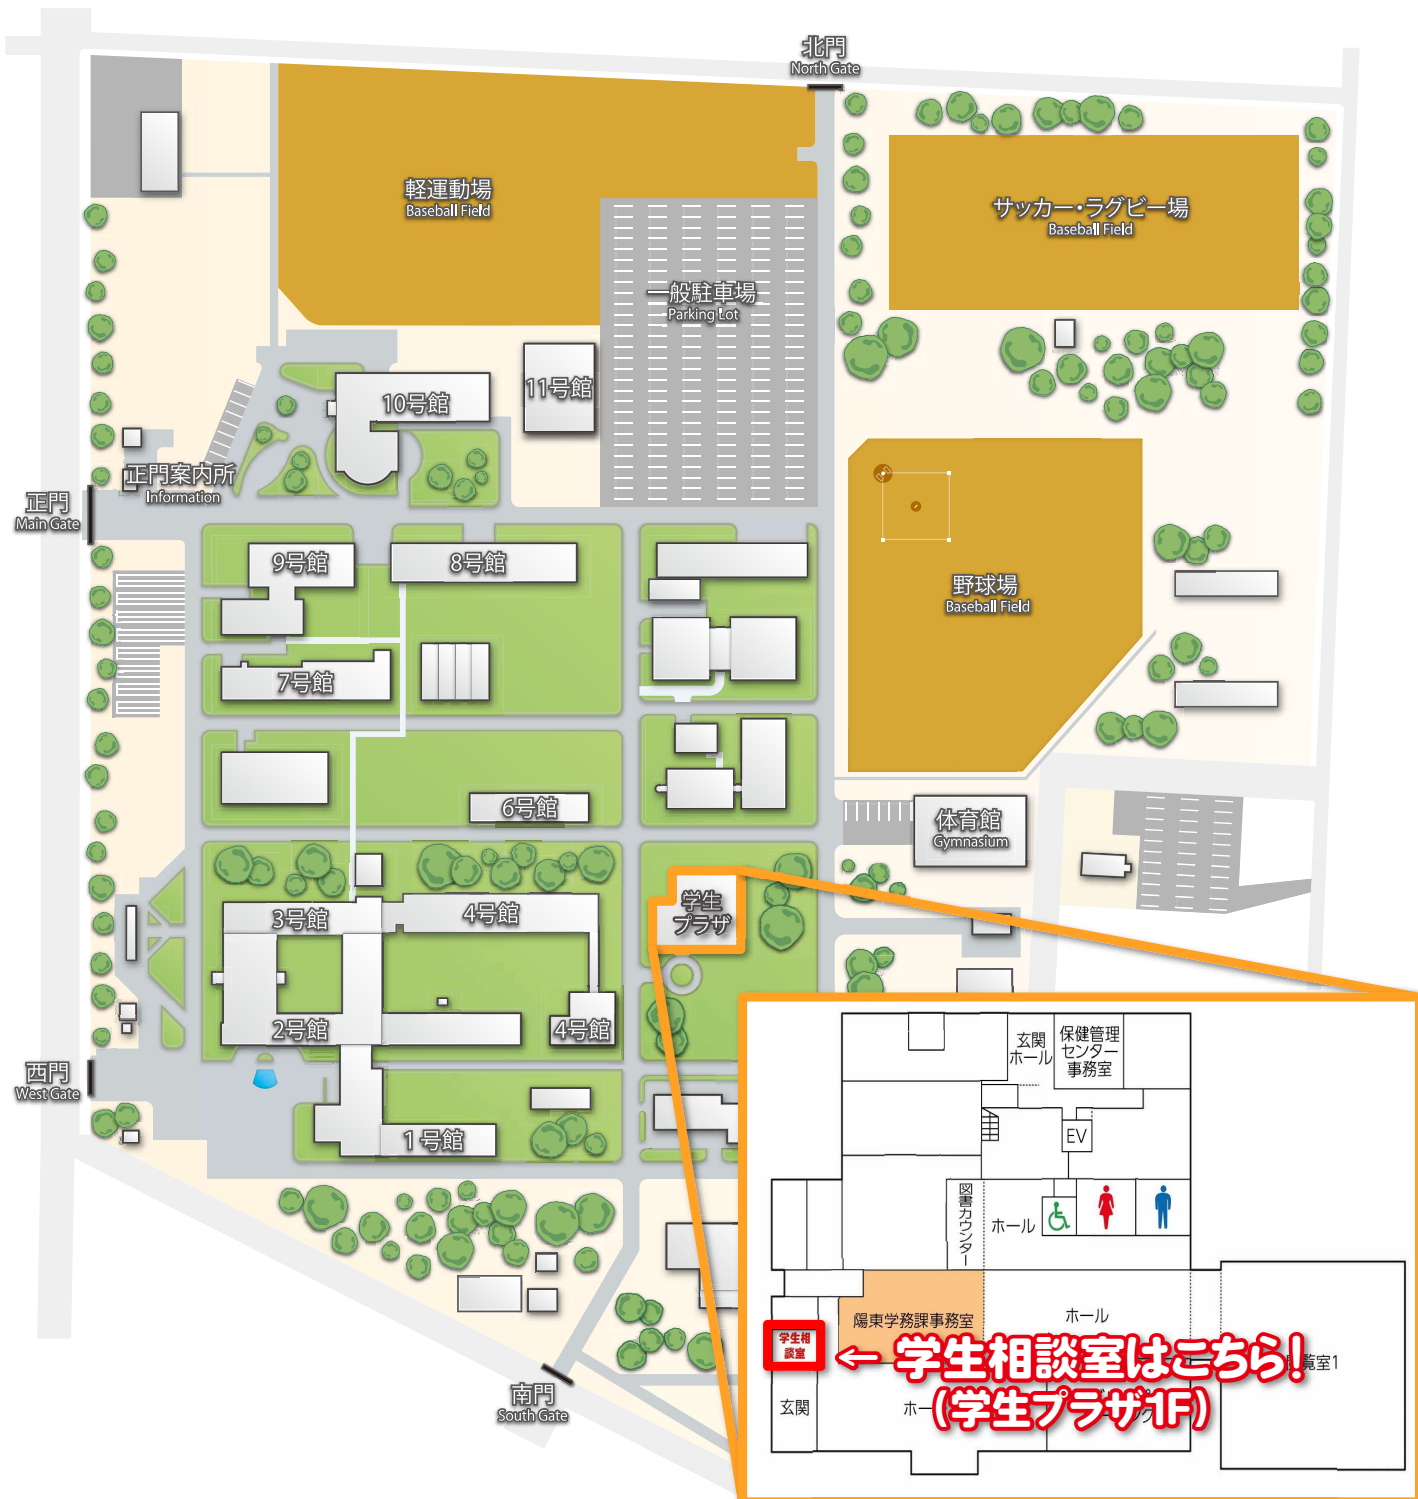 北門
North Gate
軽運動場
Baseball Field
サッカー・ラグビー場
Baseball Field
一般駐車場
Parking Lot
10号館
11号館
正門案内所
Information
正門
Main Gate
9号館
8号館
野球場
Baseball Field
7号館
6号館
体育館
Gymnasium
学生
プラザ
3号館
4号館
2号館
4号館
西門
West Gate
1号館
南門
South Gate
玄関
ホール
保健管理
センター
事務室
EV
図書カウンター
ホール
陽東学務課事務室
ホール
学生相
談室
← 学生相談室はこちら!
(学生プラザ1F)
覧室1
玄関
ホー